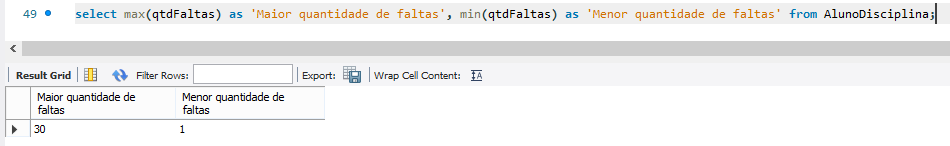 49 select max(qtdFaltas) as 'Maior quantidade de faltas', min(qtdFaltas) as 'Menor quantidade de faltas' from AlunoDisciplina;
Result Grid Filter Rows: Export: Wrap Cell Content: IA
Maior quantidade de Menor quantidade de
faltas faltas
30 1